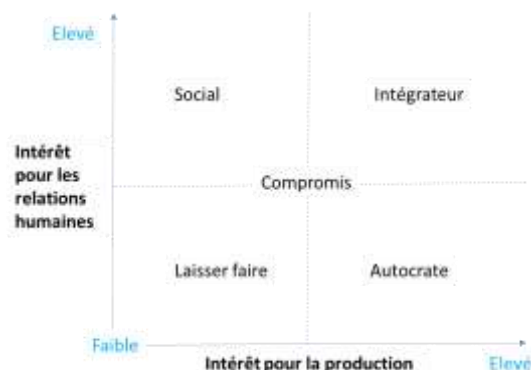 Elevé
Social
Intégrateur
Intérêt
pour les
relations
humaines
Compromis
Laisser faire
Autocrate
Faible
Intérêt pour la production
Elevé